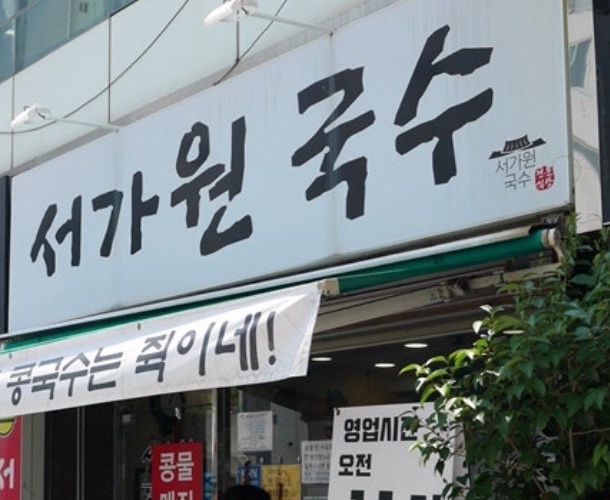 서가원 국수
서가원
국수
콩국수는 죽이네!
콩물
영업시간
오전
서